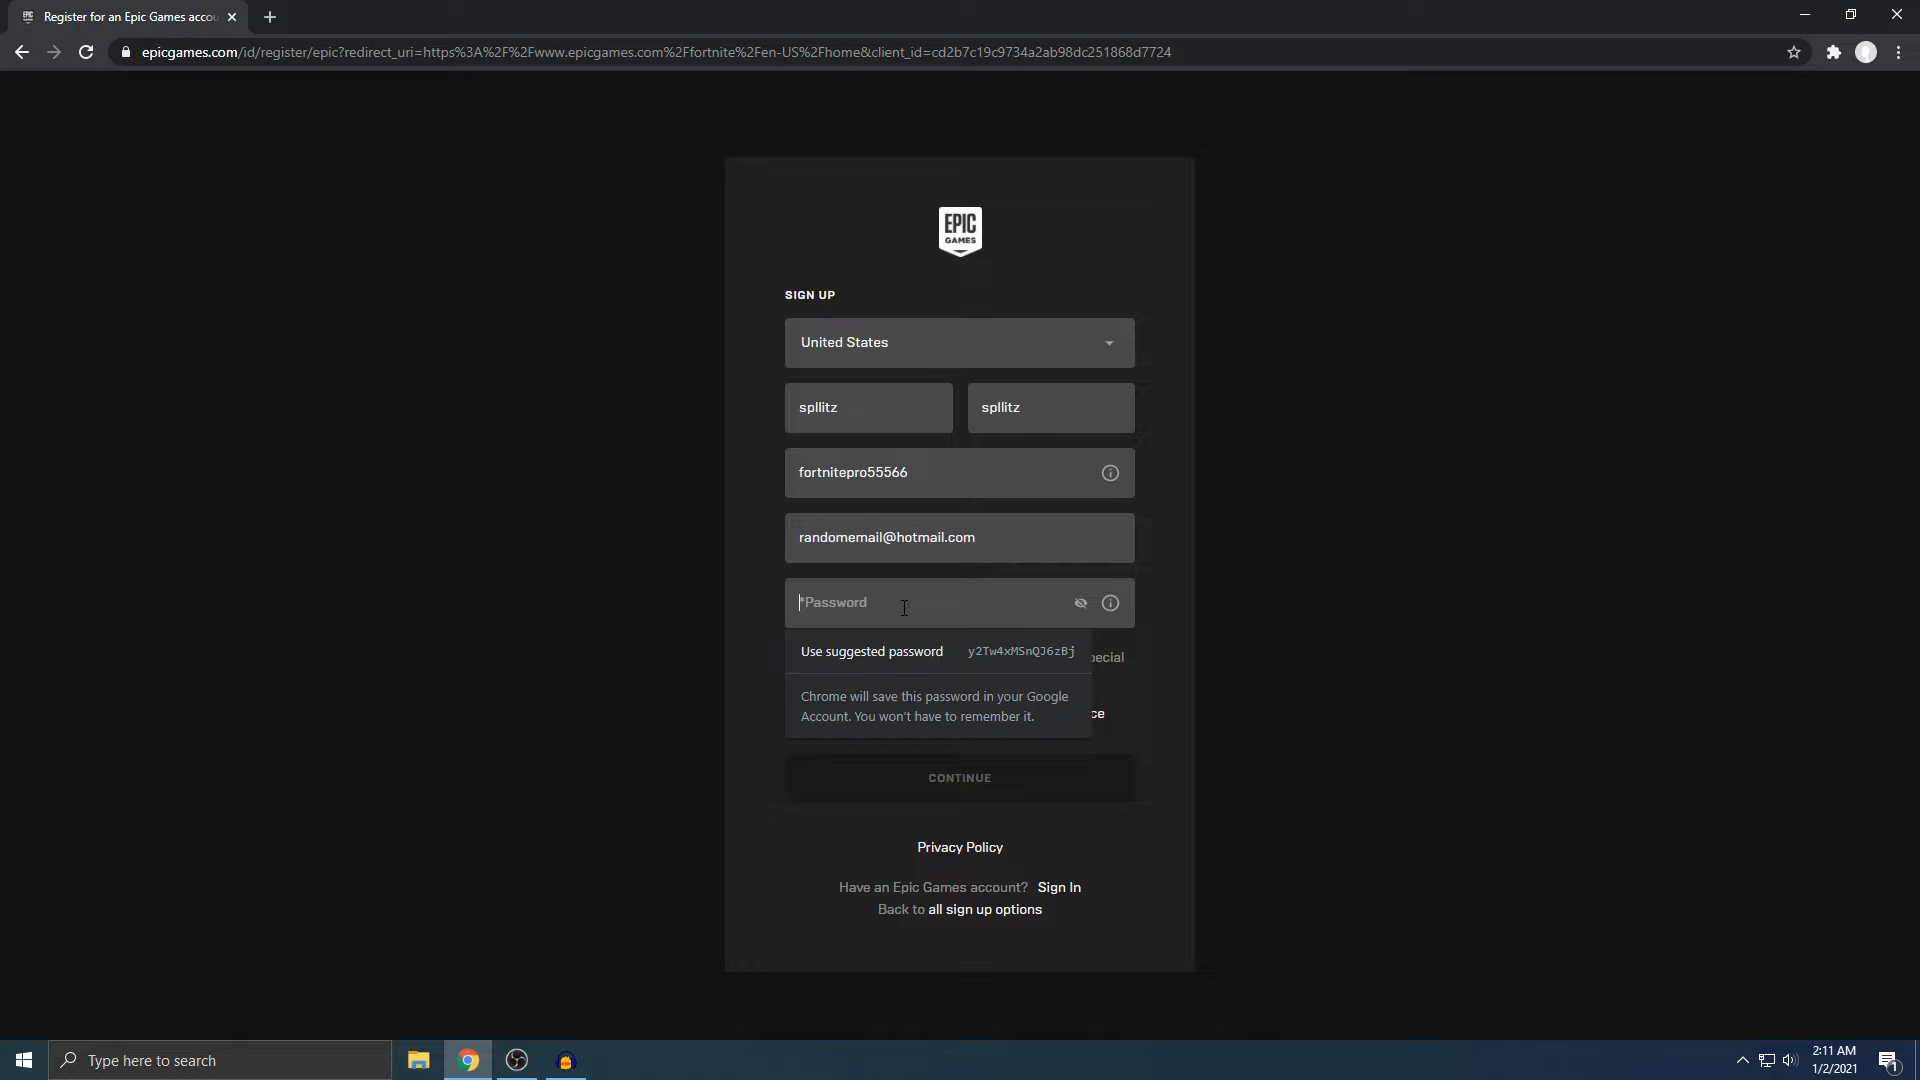 Register for an Epic Games accou
epicgames.com/id/register/epic?redirect_uri=https%3A%2F%2Fwww.epicgames.com%2Ffortnite%2Fen-US%2Fhome&client_id=cd2b7c19c9734a2ab98dc251868d7724
EPIC
GAMES
SIGN UP
United States
spllitz spllitz
fortnitepro55566
randomemail@hotmail.com
*Password
Use suggested password y2Tw4xMSnQJ6zBj
pecial
Chrome will save this password in your Google
Account. You won't have to remember it.
ce
CONTINUE
Privacy Policy
Have an Epic Games account? Sign In
Back to all sign up options
Type here to search
2:11 AM
1/2/2021
1